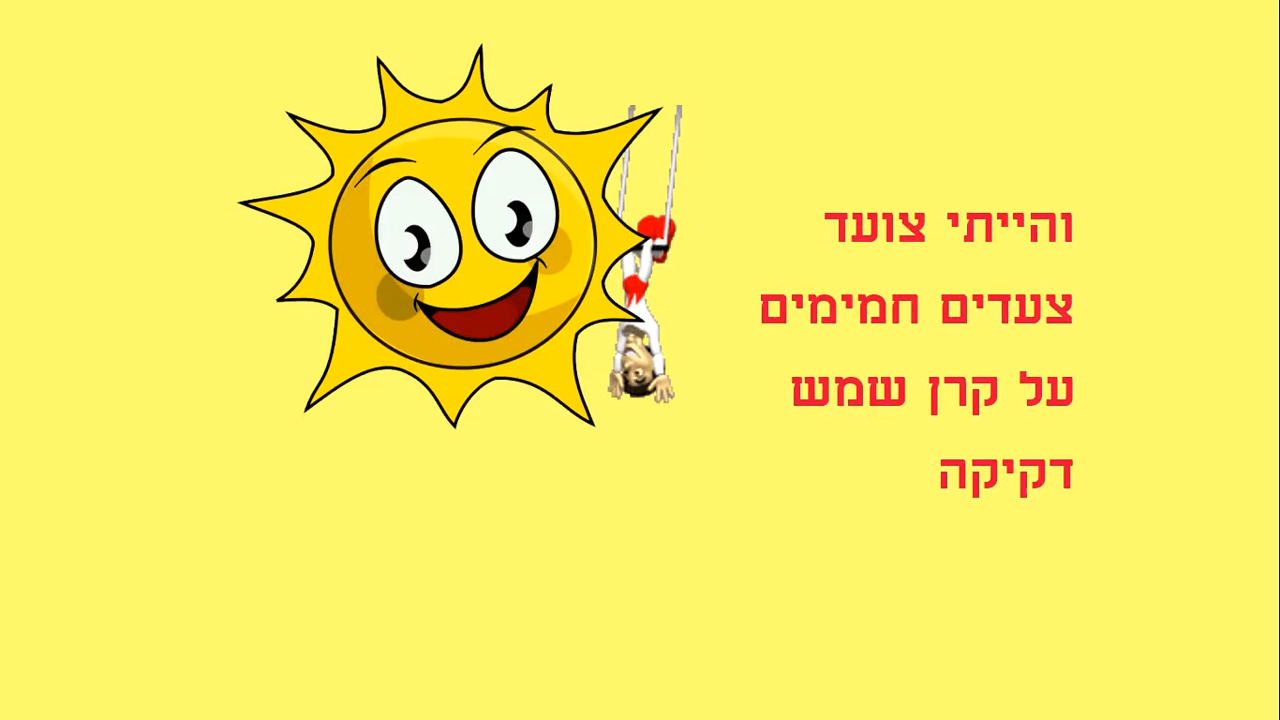 והייתי צועד
צעדים חמימים
על קרן שמש
דקיקה